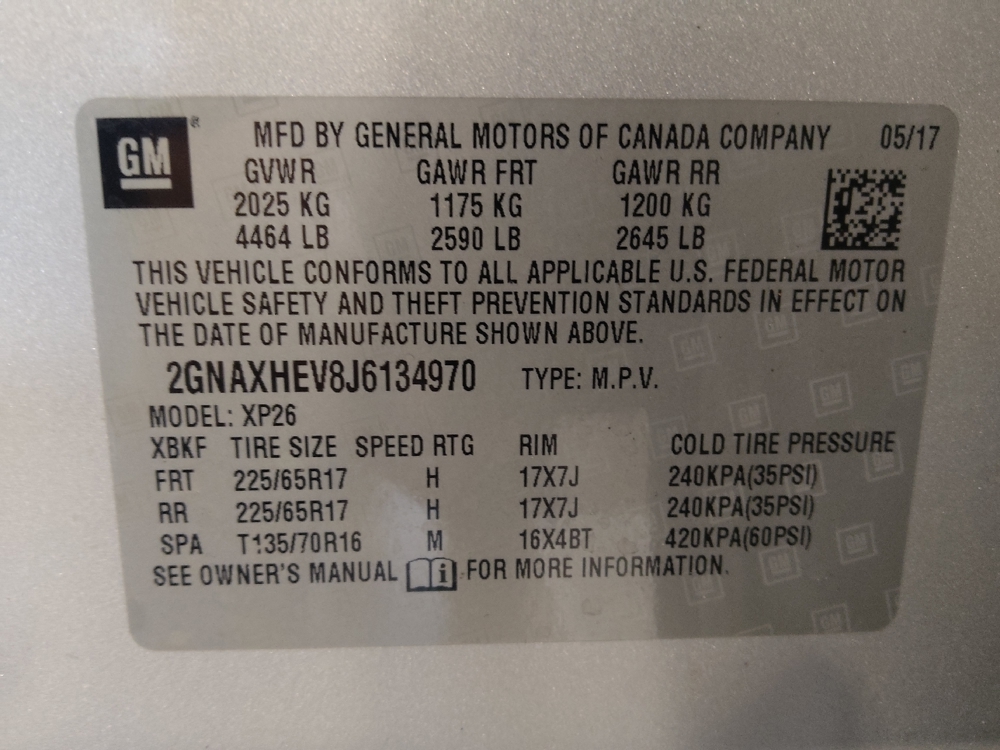 GM ® MFD BY GENERAL MOTORS OF CANADA COMPANY 05/17
GVWR GAWR FRT GAWR RR
2025 KG 1175 KG 1200 KG
4464 LB 2590 LB 2645 LB
THIS VEHICLE CONFORMS TO ALL APPLICABLE U.S. FEDERAL MOTOR
VEHICLE SAFETY AND THEFT PREVENTION STANDARDS IN EFFECT ON
THE DATE OF MANUFACTURE SHOWN ABOVE.
2GNAXHEV8J6134970 TYPE: M.P.V.
MODEL: XP26
XBKF TIRE SIZE SPEED RTG RIM COLD TIRE PRESSURE
FRT 225/65R17 H 17X7J 240KPA(35PSI)
RR 225/65R17 H 17X7J 240KPA(35PSI)
SPA T135/70R16 M 16X4BT 420KPA(60PSI)
SEE OWNER'S MANUAL i FOR MORE INFORMATION.